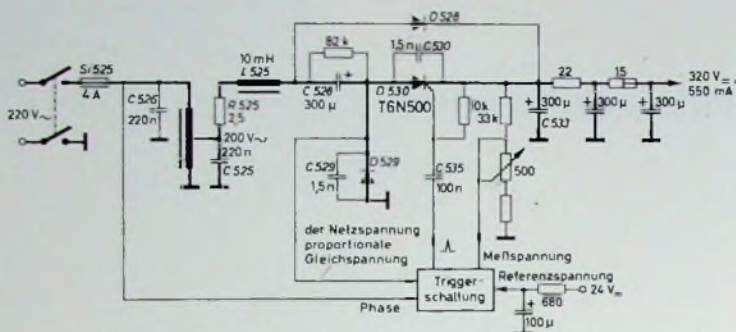 D 528
82 k
1,5 n C 530
Si 525
10 mH
L 525
4 A
C 526
220 n
220 V~
R 525
2,5
C 528
300 µ
D 530
T6N500
10k
33 k
300 µ
C 533
22
15
300 µ
300 µ
320 V=
550 mA
200 V~
220 n
C 525
C 529
1,5 n
D 529
C 535
100 n
500
der Netzspannung
proportionale
Gleichspannung
Meßspannung
Referenzspannung
Trigger-
schaltung
Phase
680
24 V=
100 µ